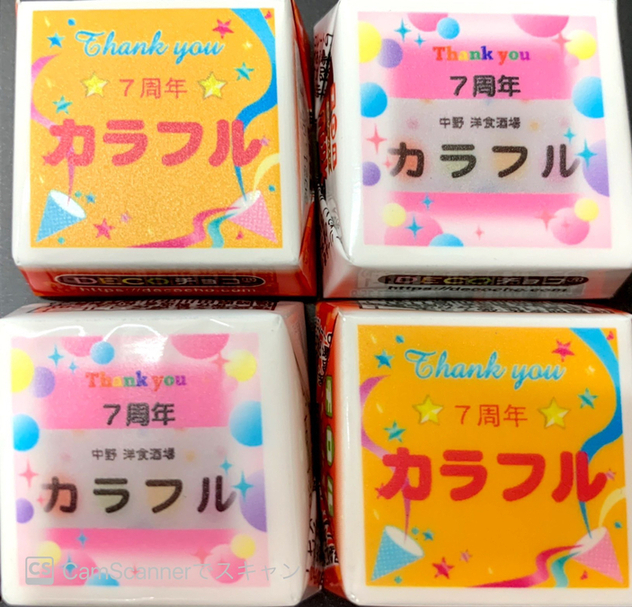 Thank you
7周年
カラフル
Thank you
7周年
中野 洋食酒場
カラフル
DECOチョコ
Thank you
7周年
中野 洋食酒場
カラフル
Thank you
7周年
カラフル
CS CamScannerでスキャン